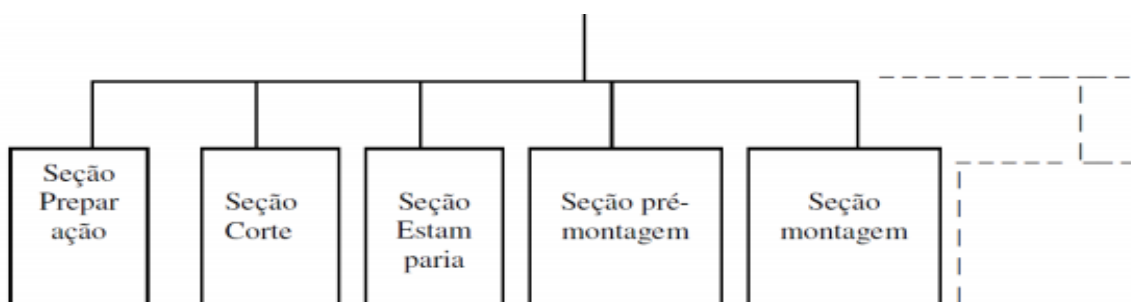 Seção
Prepar
ação
Seção
Corte
Seção
Estam
paria
Seção pré-
montagem
Seção
montagem